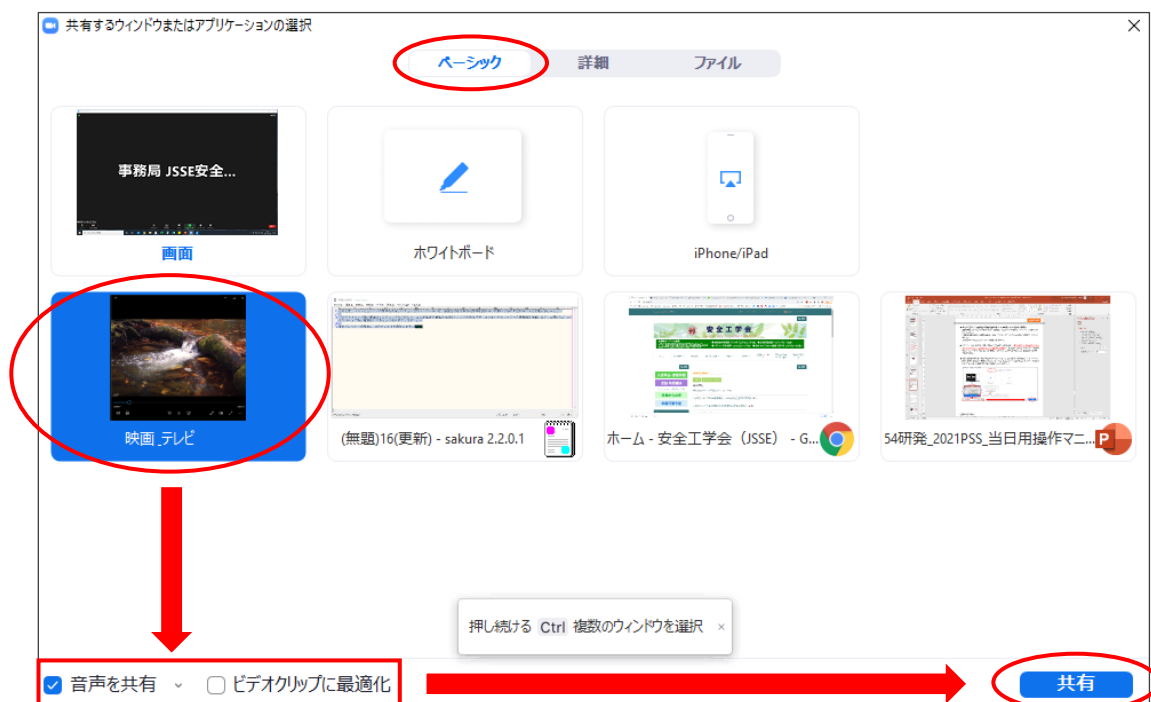 共有するウィンドウまたはアプリケーションの選択
ベーシック 詳細 ファイル
事務局 JSSE安全...
画面
ホワイトボード
iPhone/iPad
安全工学会
映画_テレビ
(無題)16(更新) - sakura 2.2.0.1
ホーム - 安全工学会（JSSE） - G...
54研発_2021PSS_当日用操作マニ...
押し続ける Ctrl 複数のウィンドウを選択 ×
音声を共有
ビデオクリップに最適化
共有